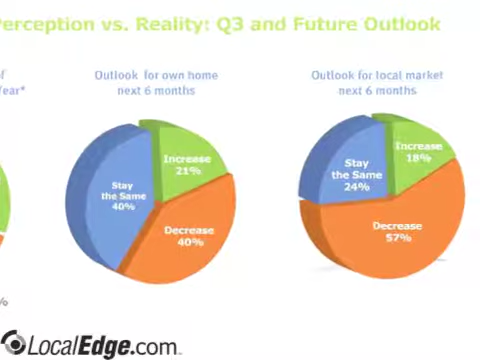 Perception vs. Reality: Q3 and Future Outlook
of
Year*
Outlook for own home
next 6 months
Outlook for local market
next 6 months
Increase
21%
Stay
the Same
40%
Decrease
40%
Increase
18%
Stay
the Same
24%
Decrease
57%
%
LocalEdge.com